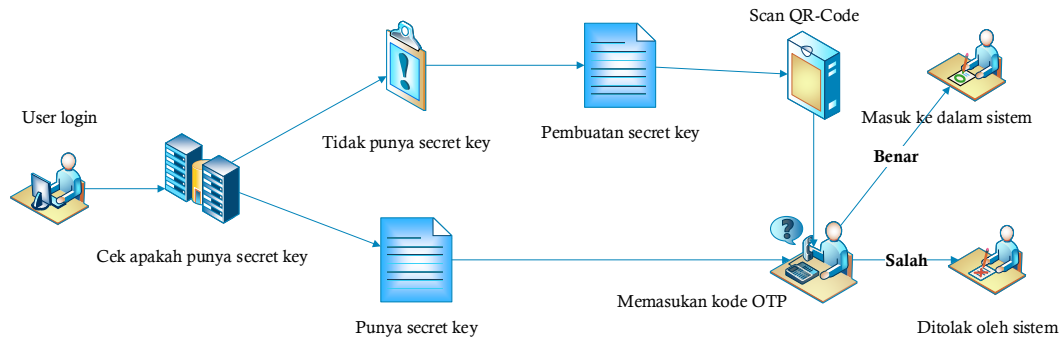 Scan QR-Code
User login
Tidak punya secret key
Pembuatan secret key
Masuk ke dalam sistem
Benar
Cek apakah punya secret key
Salah
Memasukan kode OTP
Punya secret key
Ditolak oleh sistem